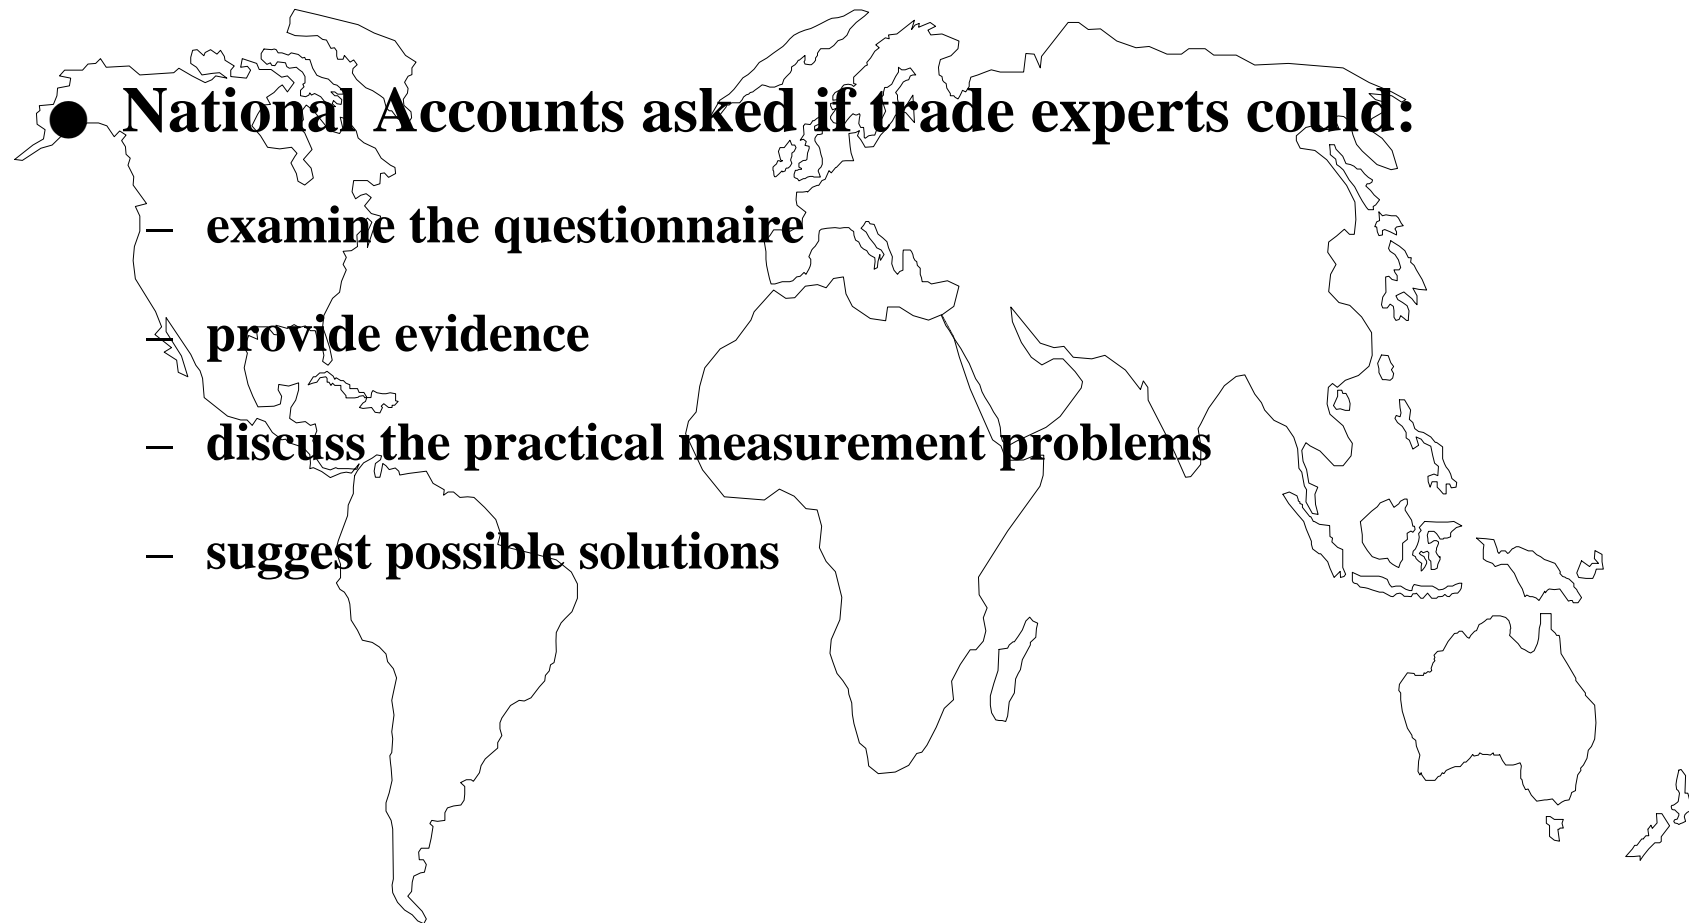 ● National Accounts asked if trade experts could:
– examine the questionnaire
– provide evidence
– discuss the practical measurement problems
– suggest possible solutions